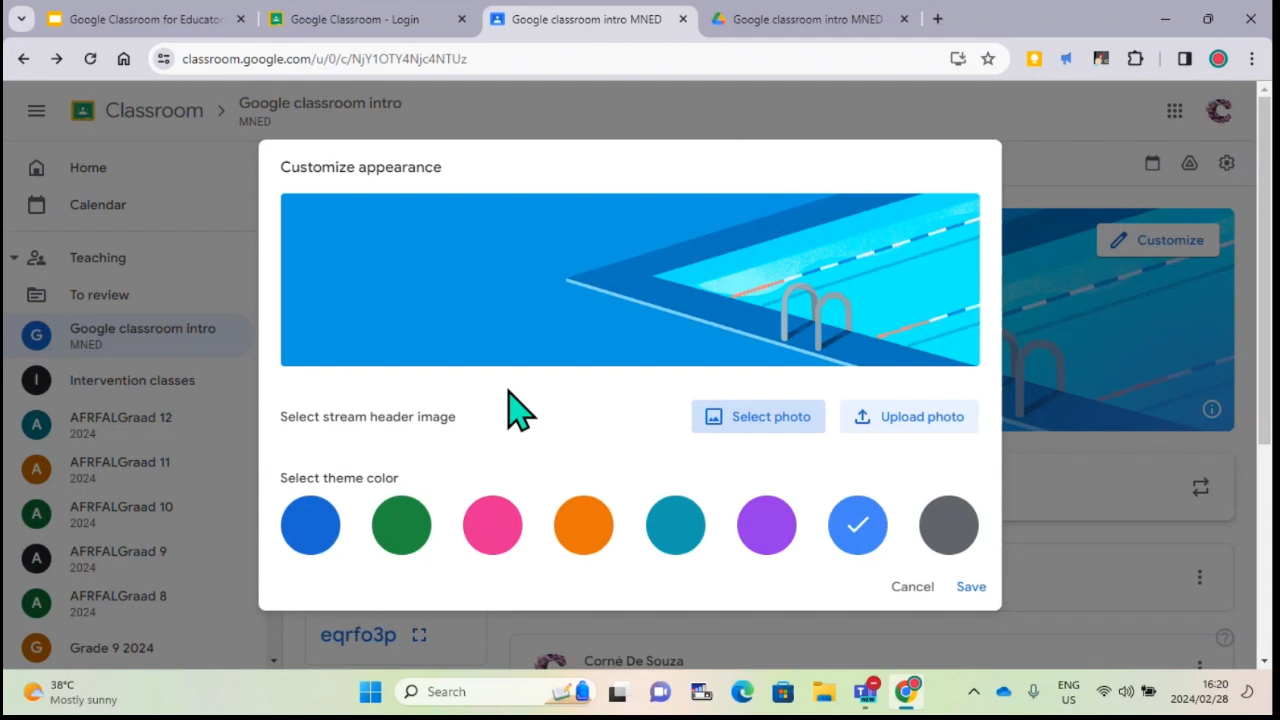 Google Classroom for Educator
Google Classroom - Login
Google classroom intro MNED
Google classroom intro MNED
classroom.google.com/u/0/c/NjY1OTY4Njc4NTUz
Classroom
Google classroom intro
MNED
Home
Calendar
Teaching
To review
G
Google classroom intro
MNED
I
Intervention classes
A
AFRFALGraad 12
2024
A
AFRFALGraad 11
2024
A
AFRFALGraad 10
2024
A
AFRFALGraad 9
2024
A
AFRFALGraad 8
2024
G
Grade 9 2024
Customize
Customize appearance
Select stream header image
Select photo
Upload photo
Select theme color
Cancel
Save
eqrfo3p
Corné De Souza
38°C
Mostly sunny
Search
NEW
ENG
US
16:20
2024/02/28